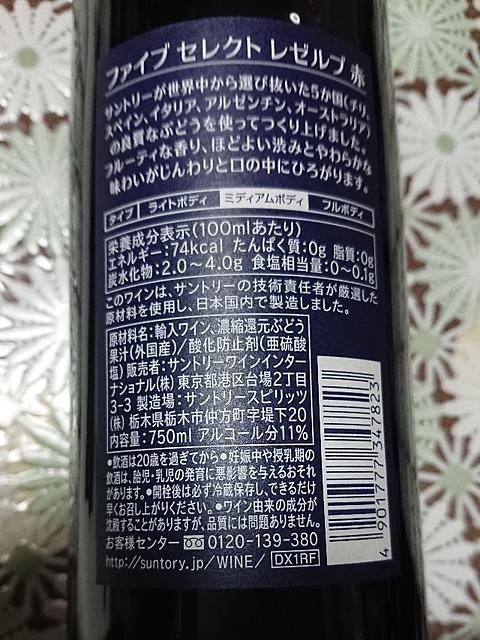 ファイブ セレクト レゼルブ 赤
サントリーが世界中から選び抜いた5か国(チリ、
スペイン、イタリア、アルゼンチン、オーストラリア)
の良質なぶどうを使ってつくり上げました。
フルーティな香り、ほどよい渋みとやわらかな
味わいがじんわりと口の中にひろがります。
タイプ ライトボディ ミディアムボディ フルボディ
栄養成分表示(100mlあたり)
エネルギー:74kcal たんぱく質:0g 脂質:0g
炭水化物:2.0〜4.0g 食塩相当量:0〜0.1g
このワインは、サントリーの技術責任者が厳選した
原材料を使用し、日本国内で製造しました。
原材料名:輸入ワイン、濃縮還元ぶどう
果汁(外国産)/酸化防止剤(亜硫酸
塩) 販売者:サントリーワインインター
ナショナル(株) 東京都港区台場2丁目
3-3 製造場:サントリースピリッツ
(株) 栃木県栃木市仲方町字堤下20
内容量:750ml アルコール分11%
●飲酒は20歳を過ぎてから ●妊娠中や授乳期の
飲酒は、胎児・乳児の発育に悪影響を与えるおそれ
があります。●開栓後は必ず冷蔵保存し、できるだけ
早くお召し上がりください。●ワイン由来の成分が
沈殿することがありますが、品質には問題ありません。
お客様センター 0120-139-380
http://suntory.jp/WINE/ DX1RF
4 901777 347823